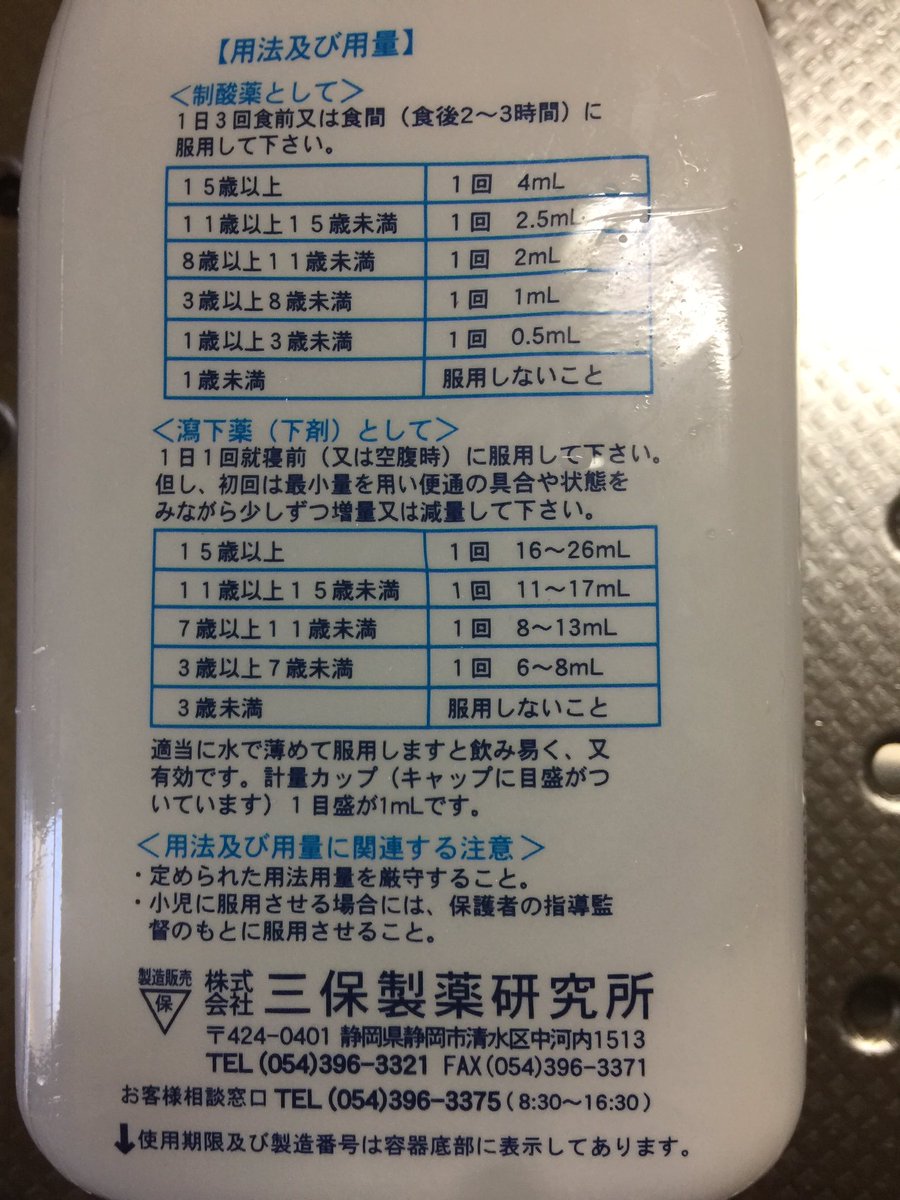 【用法及び用量】
＜制酸薬として＞
１日３回食前又は食間（食後２～３時間）に
服用して下さい。
１５歳以上　１回　4mL
１１歳以上１５歳未満　１回　2.5mL
８歳以上１１歳未満　１回　2mL
３歳以上８歳未満　１回　1mL
１歳以上３歳未満　１回　0.5mL
１歳未満　服用しないこと
＜瀉下薬（下剤）として＞
１日１回就寝前（又は空腹時）に服用して下さい。
但し、初回は最小量を用い便通の具合や状態を
みながら少しずつ増量又は減量して下さい。
１５歳以上　１回　16～26mL
１１歳以上１５歳未満　１回　11～17mL
７歳以上１１歳未満　１回　8～13mL
３歳以上７歳未満　１回　6～8mL
３歳未満　服用しないこと
適当に水で薄めて服用しますと飲み易く、又
有効です。計量カップ（キャップに目盛がつ
いています）１目盛が1mLです。
＜用法及び用量に関連する注意＞
・定められた用法用量を厳守すること。
・小児に服用させる場合には、保護者の指導監
督のもとに服用させること。
製造販売 保 株式会社 三保製薬研究所
〒424-0401 静岡県静岡市清水区中河内1513
TEL (054)396-3321 FAX(054)396-3371
お客様相談窓口 TEL (054)396-3375 (8:30～16:30)
↓使用期限及び製造番号は容器底部に表示してあります。